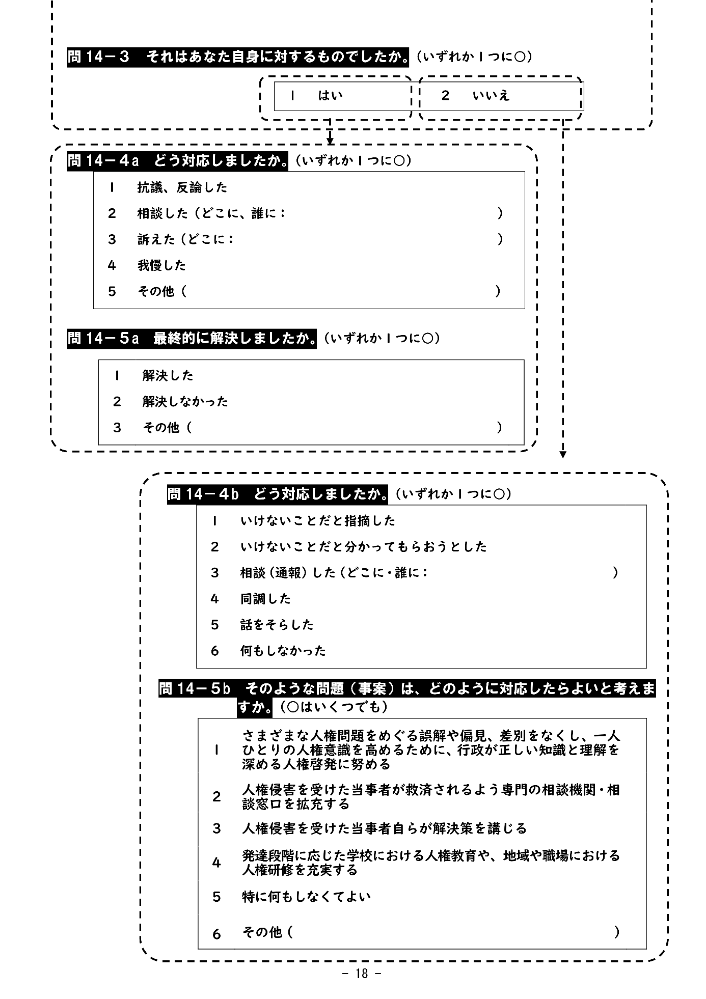 問14－3　それはあなた自身に対するものでしたか。（いずれか1つに○）
1　はい　2　いいえ
問14－4a　どう対応しましたか。（いずれか1つに○）
1　抗議、反論した
2　相談した（どこに、誰に：　）
3　訴えた（どこに：　）
4　我慢した
5　その他（　）
問14－5a　最終的に解決しましたか。（いずれか1つに○）
1　解決した
2　解決しなかった
3　その他（　）
問14－4b　どう対応しましたか。（いずれか1つに○）
1　いけないことだと指摘した
2　いけないことだと分かってもらおうとした
3　相談（通報）した（どこに・誰に：　）
4　同調した
5　話をそらした
6　何もしなかった
問14－5b　そのような問題（事案）は、どのように対応したらよいと考えま
すか。（○はいくつでも）
さまざまな人権問題をめぐる誤解や偏見、差別をなくし、一人
1　ひとりの人権意識を高めるために、行政が正しい知識と理解を
深める人権啓発に努める
2　人権侵害を受けた当事者が救済されるよう専門の相談機関・相
談窓口を拡充する
3　人権侵害を受けた当事者自らが解決策を講じる
4　発達段階に応じた学校における人権教育や、地域や職場における
人権研修を充実する
5　特に何もしなくてよい
6　その他（　）
- 18 -